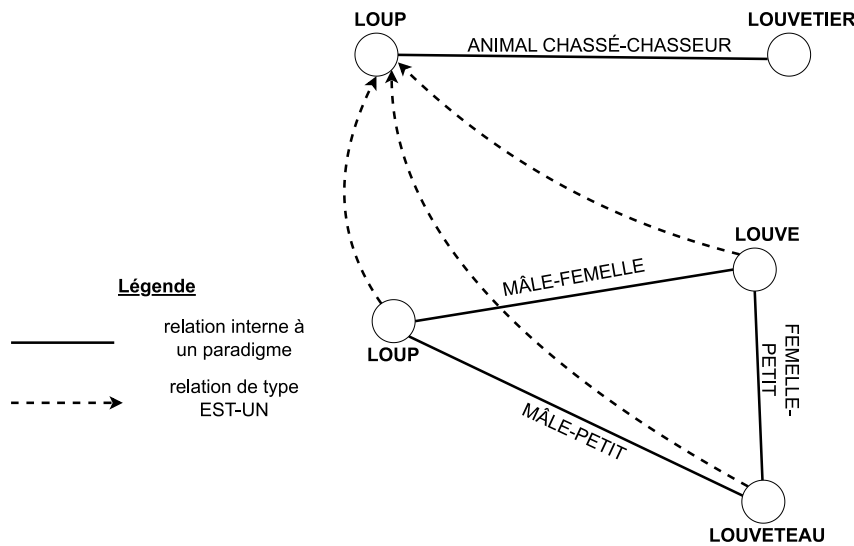 LOUP
LOUVETIER
ANIMAL CHASSÉ-CHASSEUR
LOUVE
MÂLE-FEMELLE
Légende
relation interne à
un paradigme
LOUP
FEMELLE-
PETIT
relation de type
EST-UN
MÂLE-PETIT
LOUVETEAU